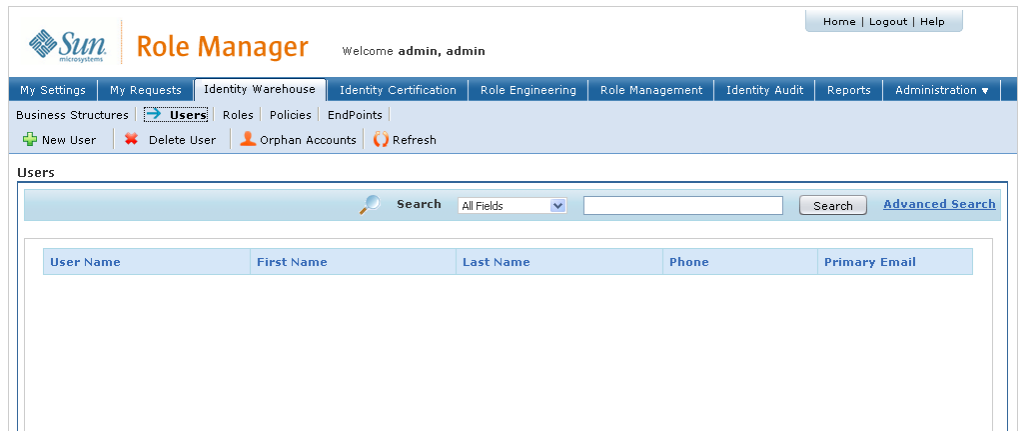 Home | Logout | Help
Sun microsystems Role Manager Welcome admin, admin
My Settings My Requests Identity Warehouse Identity Certification Role Engineering Role Management Identity Audit Reports Administration
Business Structures Users Roles Policies EndPoints
New User Delete User Orphan Accounts Refresh
Users
Search All Fields Search Advanced Search
User Name First Name Last Name Phone Primary Email